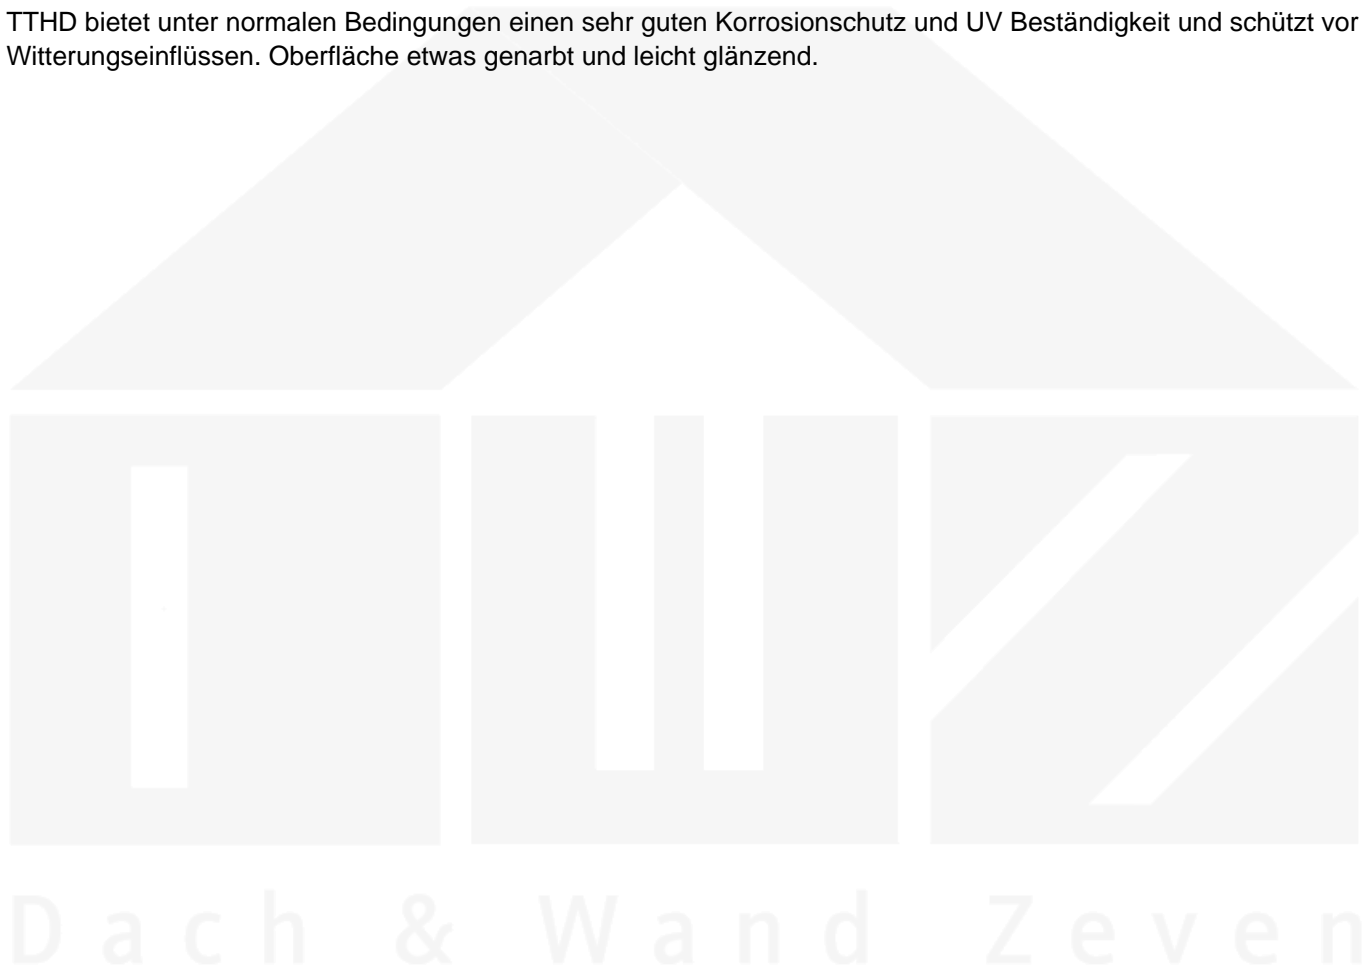 TTHD bietet unter normalen Bedingungen einen sehr guten Korrosionschutz und UV Beständigkeit und schützt vor
Witterungseinflüssen. Oberfläche etwas genarbt und leicht glänzend.
Dach & Wand Zeven